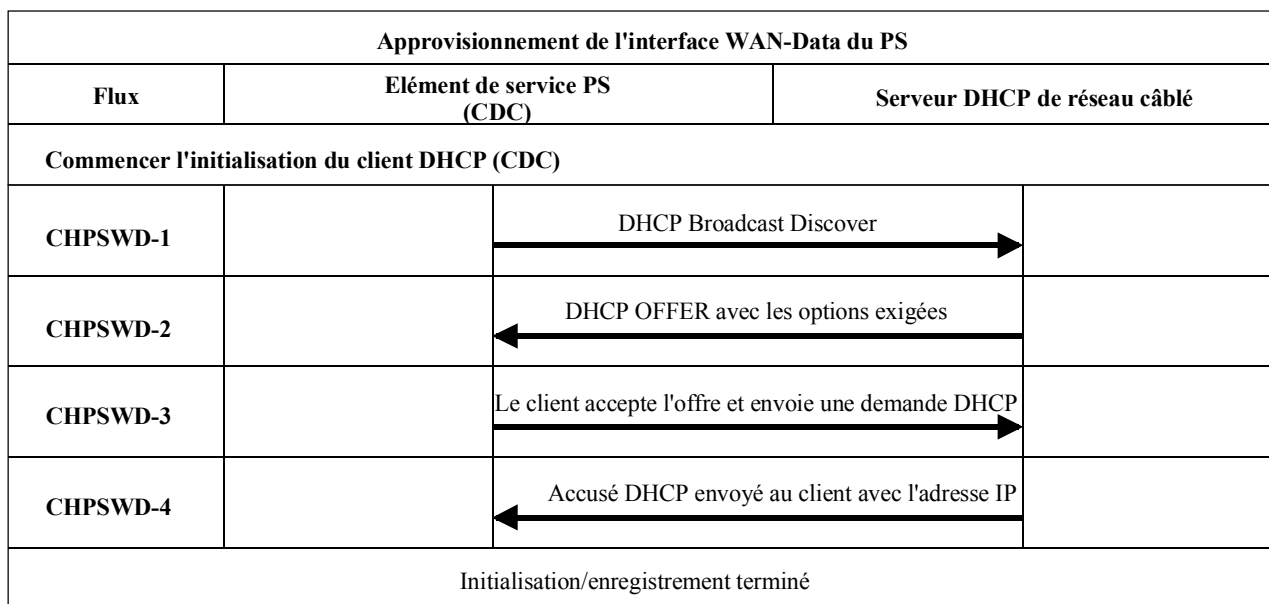 Approvisionnement de l'interface WAN-Data du PS
Flux
Elément de service PS
(CDC)
Serveur DHCP de réseau câblé
Commencer l'initialisation du client DHCP (CDC)
CHPSWD-1
DHCP Broadcast Discover
CHPSWD-2
DHCP OFFER avec les options exigées
CHPSWD-3
Le client accepte l'offre et envoie une demande DHCP
CHPSWD-4
Accusé DHCP envoyé au client avec l'adresse IP
Initialisation/enregistrement terminé